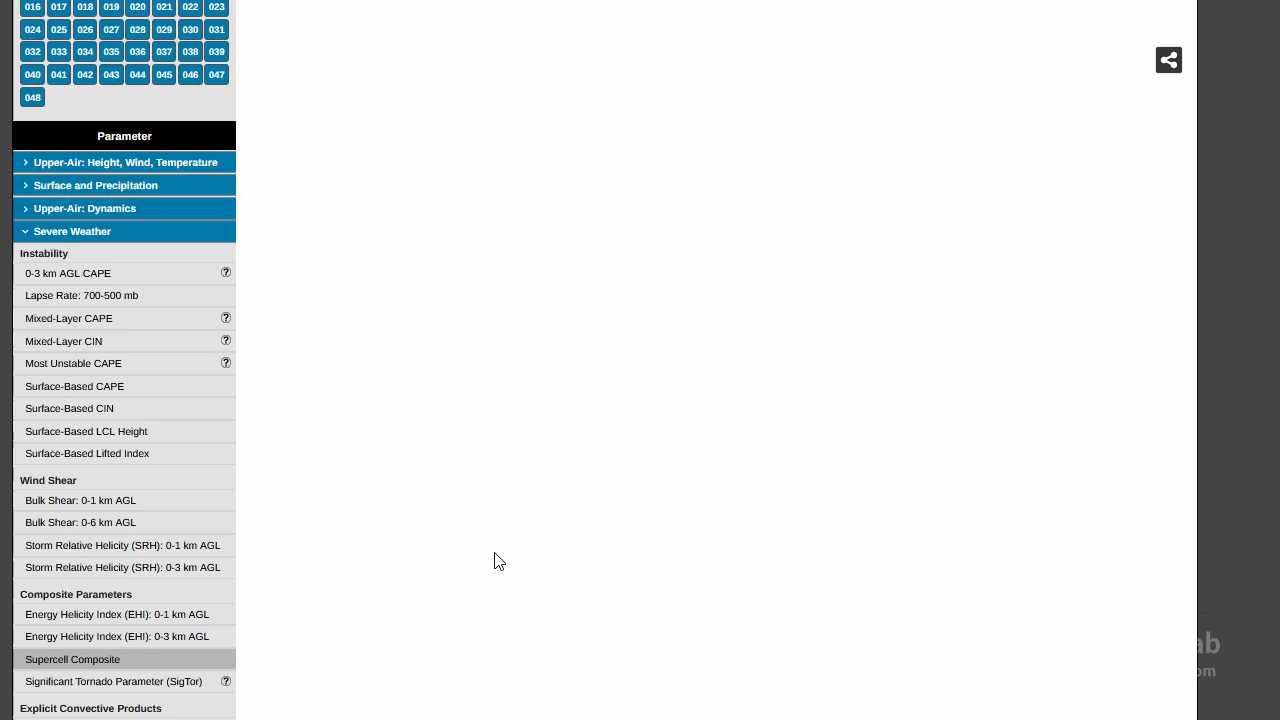 016 017 018 019 020 021 022 023
024 025 026 027 028 029 030 031
032 033 034 035 036 037 038 039
040 041 042 043 044 045 046 047
048
Parameter
Upper-Air: Height, Wind, Temperature
Surface and Precipitation
Upper-Air: Dynamics
Severe Weather
Instability
0-3 km AGL CAPE ?
Lapse Rate: 700-500 mb
Mixed-Layer CAPE ?
Mixed-Layer CIN ?
Most Unstable CAPE ?
Surface-Based CAPE
Surface-Based CIN
Surface-Based LCL Height
Surface-Based Lifted Index
Wind Shear
Bulk Shear: 0-1 km AGL
Bulk Shear: 0-6 km AGL
Storm Relative Helicity (SRH): 0-1 km AGL
Storm Relative Helicity (SRH): 0-3 km AGL
Composite Parameters
Energy Helicity Index (EHI): 0-1 km AGL
Energy Helicity Index (EHI): 0-3 km AGL
Supercell Composite
Significant Tornado Parameter (SigTor) ?
Explicit Convective Products